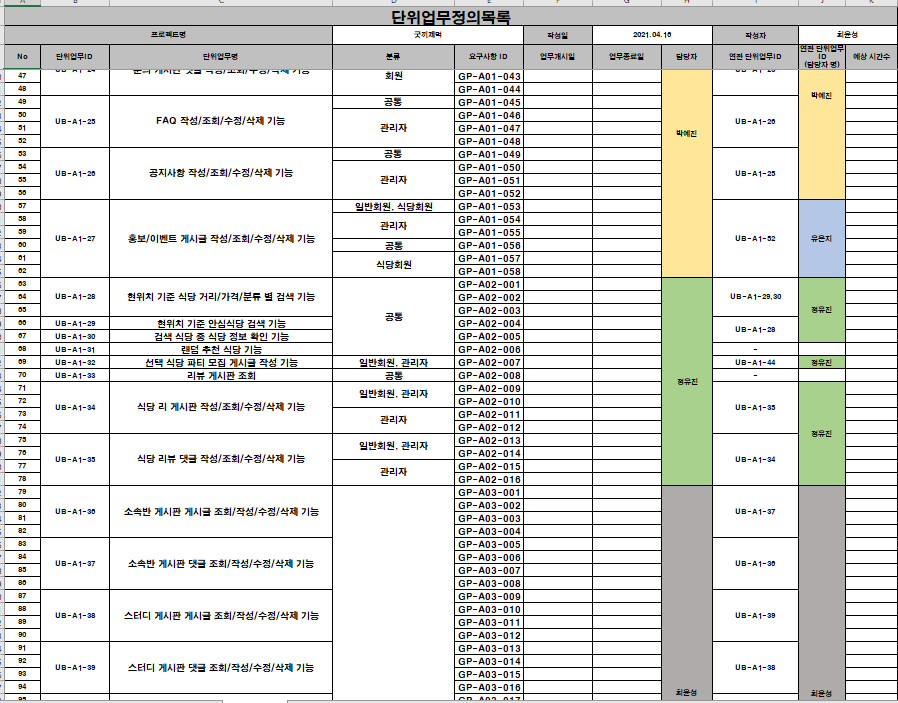 단위업무정의목록
프로젝트명 굿끼제먹 작성일 2021.04.16 작성자 최윤성
No 단위업무ID 단위업무명 분류 요구사항 ID 업무개시일 업무종료일 담당자 연관 단위업무ID 연관 단위업무 ID (담당자 명) 예상 시간수
47 회원 GP-A01-043
48 GP-A01-044 박예진
49 UB-A1-25 FAQ 작성/조회/수정/삭제 기능 공통 GP-A01-045 박예진 UB-A1-26
50 관리자 GP-A01-046
51 GP-A01-047
52 GP-A01-048
53 UB-A1-26 공지사항 작성/조회/수정/삭제 기능 공통 GP-A01-049 UB-A1-25
54 관리자 GP-A01-050
55 GP-A01-051
56 GP-A01-052
57 UB-A1-27 홍보/이벤트 게시글 작성/조회/수정/삭제 기능 일반회원, 식당회원 GP-A01-053 UB-A1-52 유은지
58 관리자 GP-A01-054
59 GP-A01-055
60 공통 GP-A01-056
61 식당회원 GP-A01-057
62 GP-A01-058
63 UB-A1-28 현위치 기준 식당 거리/가격/분류 별 검색 기능 공통 GP-A02-001 정유진 UB-A1-29,30 정유진
64 GP-A02-002
65 GP-A02-003
66 UB-A1-29 현위치 기준 안심식당 검색 기능 GP-A02-004 UB-A1-28
67 UB-A1-30 검색 식당 중 식당 정보 확인 기능 GP-A02-005
68 UB-A1-31 랜덤 추천 식당 기능 GP-A02-006 -
69 UB-A1-32 선택 식당 파티 모집 게시글 작성 기능 일반회원, 관리자 GP-A02-007 UB-A1-44 정유진
70 UB-A1-33 리뷰 게시판 조회 공통 GP-A02-008 -
71 UB-A1-34 식당 리 게시판 작성/조회/수정/삭제 기능 일반회원, 관리자 GP-A02-009 UB-A1-35 정유진
72 GP-A02-010
73 관리자 GP-A02-011
74 GP-A02-012
75 UB-A1-35 식당 리뷰 댓글 작성/조회/수정/삭제 기능 일반회원, 관리자 GP-A02-013 UB-A1-34
76 GP-A02-014
77 관리자 GP-A02-015
78 GP-A02-016
79 UB-A1-36 소속반 게시판 게시글 조회/작성/수정/삭제 기능 GP-A03-001 UB-A1-37
80 GP-A03-002
81 GP-A03-003
82 GP-A03-004
83 UB-A1-37 소속반 게시판 댓글 조회/작성/수정/삭제 기능 GP-A03-005 UB-A1-36
84 GP-A03-006
85 GP-A03-007
86 GP-A03-008
87 UB-A1-38 스터디 게시판 게시글 조회/작성/수정/삭제 기능 GP-A03-009 UB-A1-39
88 GP-A03-010
89 GP-A03-011
90 GP-A03-012
91 UB-A1-39 스터디 게시판 댓글 조회/작성/수정/삭제 기능 GP-A03-013 UB-A1-38
92 GP-A03-014
93 GP-A03-015
94 GP-A03-016 최윤성 최윤성